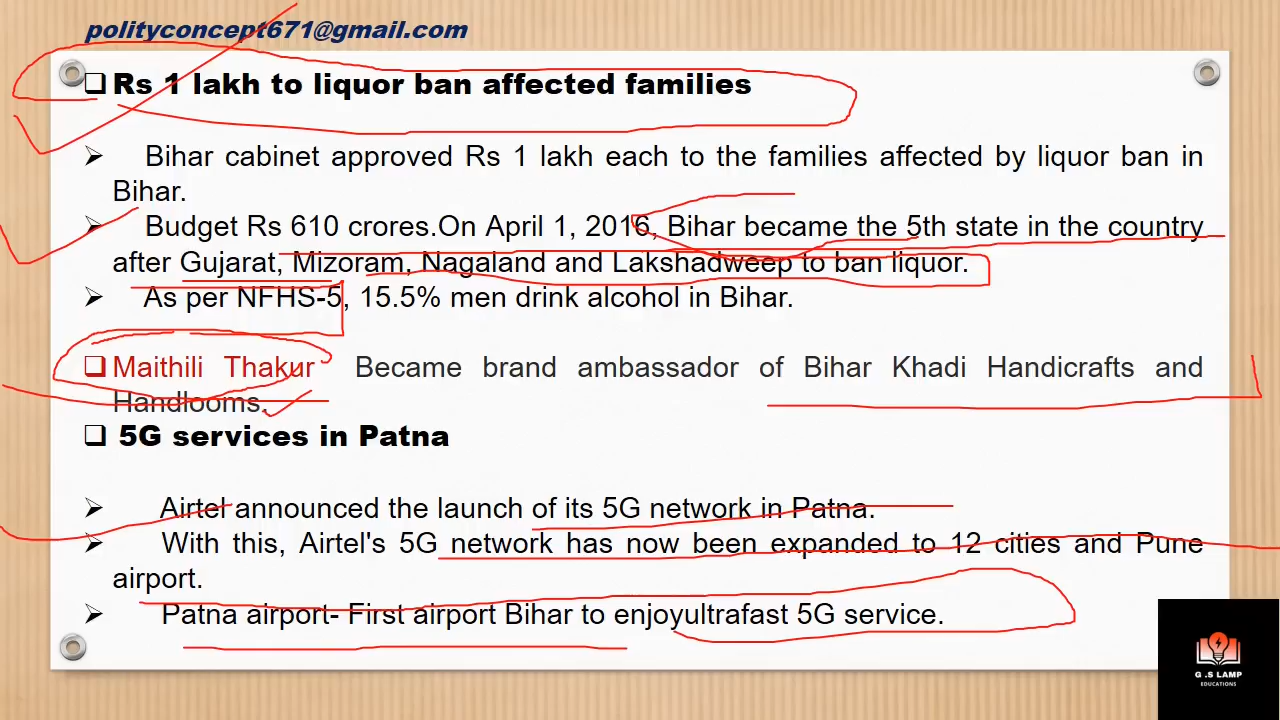 polityconcept671@gmail.com
Rs 1 lakh to liquor ban affected families
Bihar cabinet approved Rs 1 lakh each to the families affected by liquor ban in
Bihar.
Budget Rs 610 crores.On April 1, 2016, Bihar became the 5th state in the country
after Gujarat, Mizoram, Nagaland and Lakshadweep to ban liquor.
As per NFHS-5, 15.5% men drink alcohol in Bihar.
Maithili Thakur Became brand ambassador of Bihar Khadi Handicrafts and
Handlooms.
5G services in Patna
Airtel announced the launch of its 5G network in Patna.
With this, Airtel's 5G network has now been expanded to 12 cities and Pune
airport.
Patna airport- First airport Bihar to enjoyultrafast 5G service.
G .S LAMP
EDUCATIONS